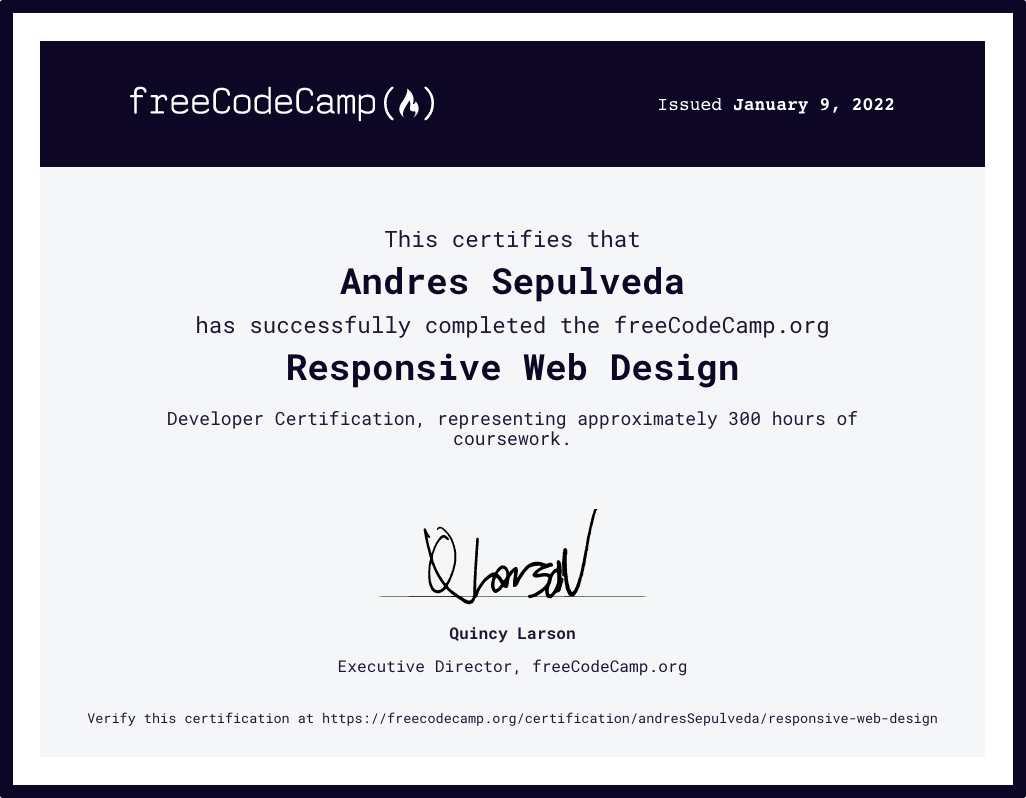 freeCodeCamp
Issued January 9, 2022
This certifies that
Andres Sepulveda
has successfully completed the freeCodeCamp.org
Responsive Web Design
Developer Certification, representing approximately 300 hours of
coursework.
Q Larson
Quincy Larson
Executive Director, freeCodeCamp.org
Verify this certification at https://freecodecamp.org/certification/andresSepulveda/responsive-web-design